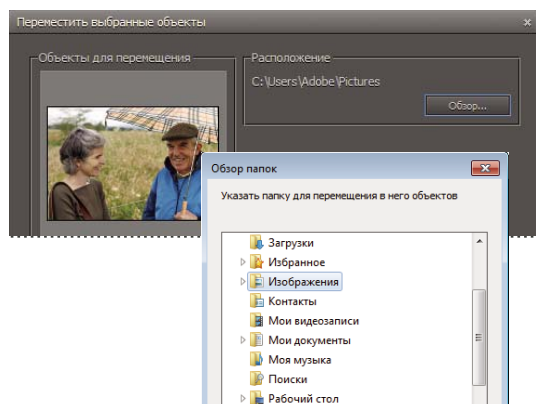 Переместить выбранные объекты
Объекты для перемещения
Расположение
C:\Users\Adobe\Pictures
Обзор...
Обзор папок
Указать папку для перемещения в него объектов
Загрузки
Избранное
Изображения
Контакты
Мои видеозаписи
Мои документы
Моя музыка
Поиски
Рабочий стол